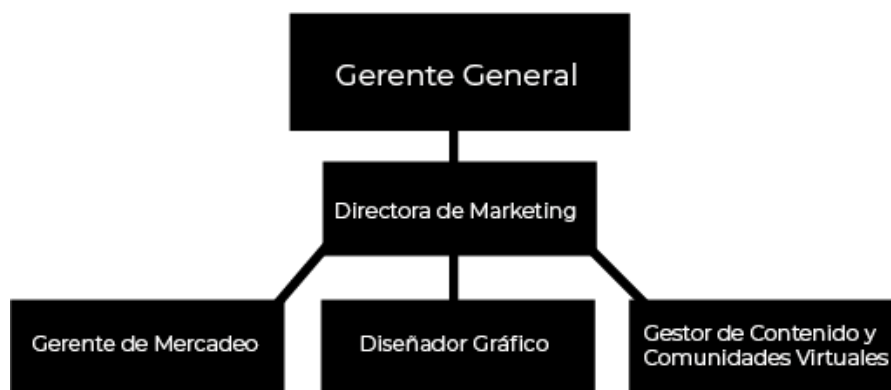 Gerente General
Directora de Marketing
Gerente de Mercadeo
Diseñador Gráfico
Gestor de Contenido y
Comunidades Virtuales